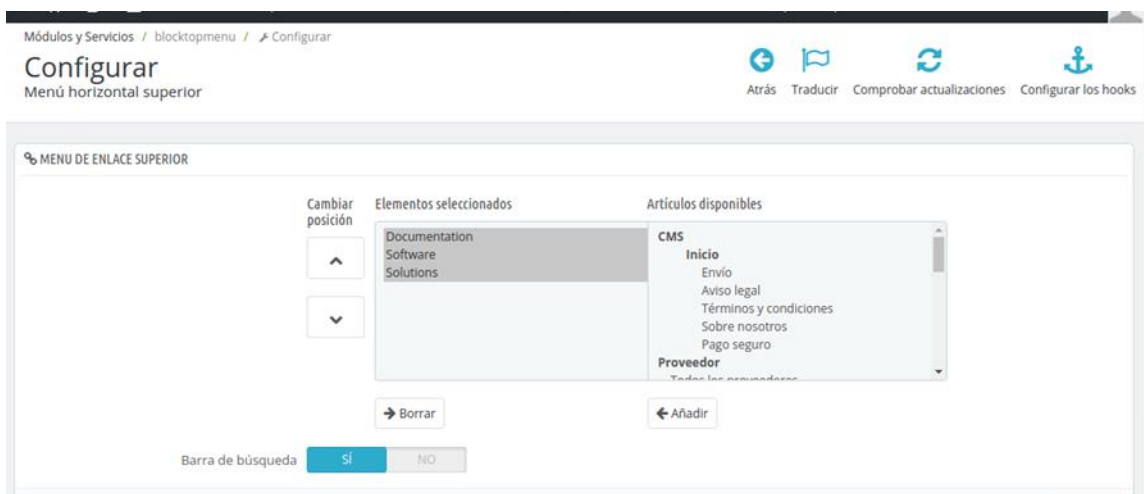 Módulos y Servicios / blocktopmenu / Configurar
Configurar
Menú horizontal superior
Atrás Traducir Comprobar actualizaciones Configurar los hooks
MENU DE ENLACE SUPERIOR
Cambiar posición
Elementos seleccionados
Documentation
Software
Solutions
Artículos disponibles
CMS
Inicio
Envío
Aviso legal
Términos y condiciones
Sobre nosotros
Pago seguro
Proveedor
Borrar
Añadir
Barra de búsqueda SÍ NO